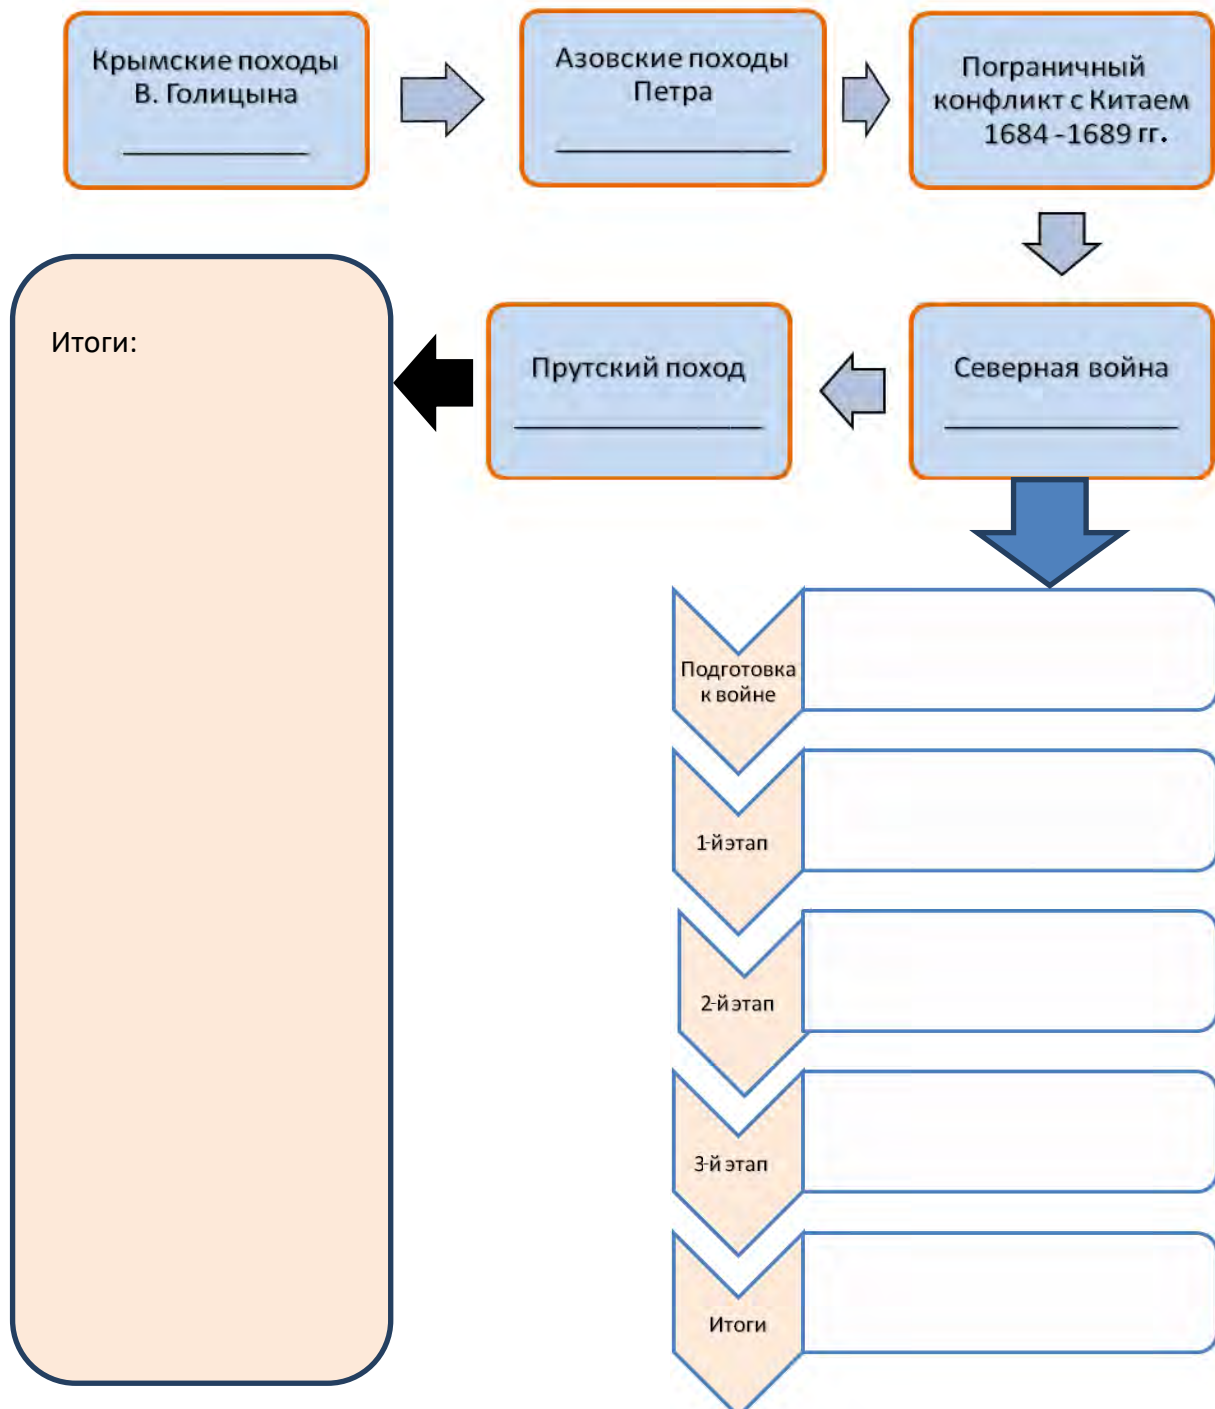 Крымские походы
В. Голицына
Азовские походы
Петра
Пограничный
конфликт с Китаем
1684 -1689 гг.
Северная война
Прутский поход
Итоги:
Подготовка
к войне
1-й этап
2-й этап
3-й этап
Итоги